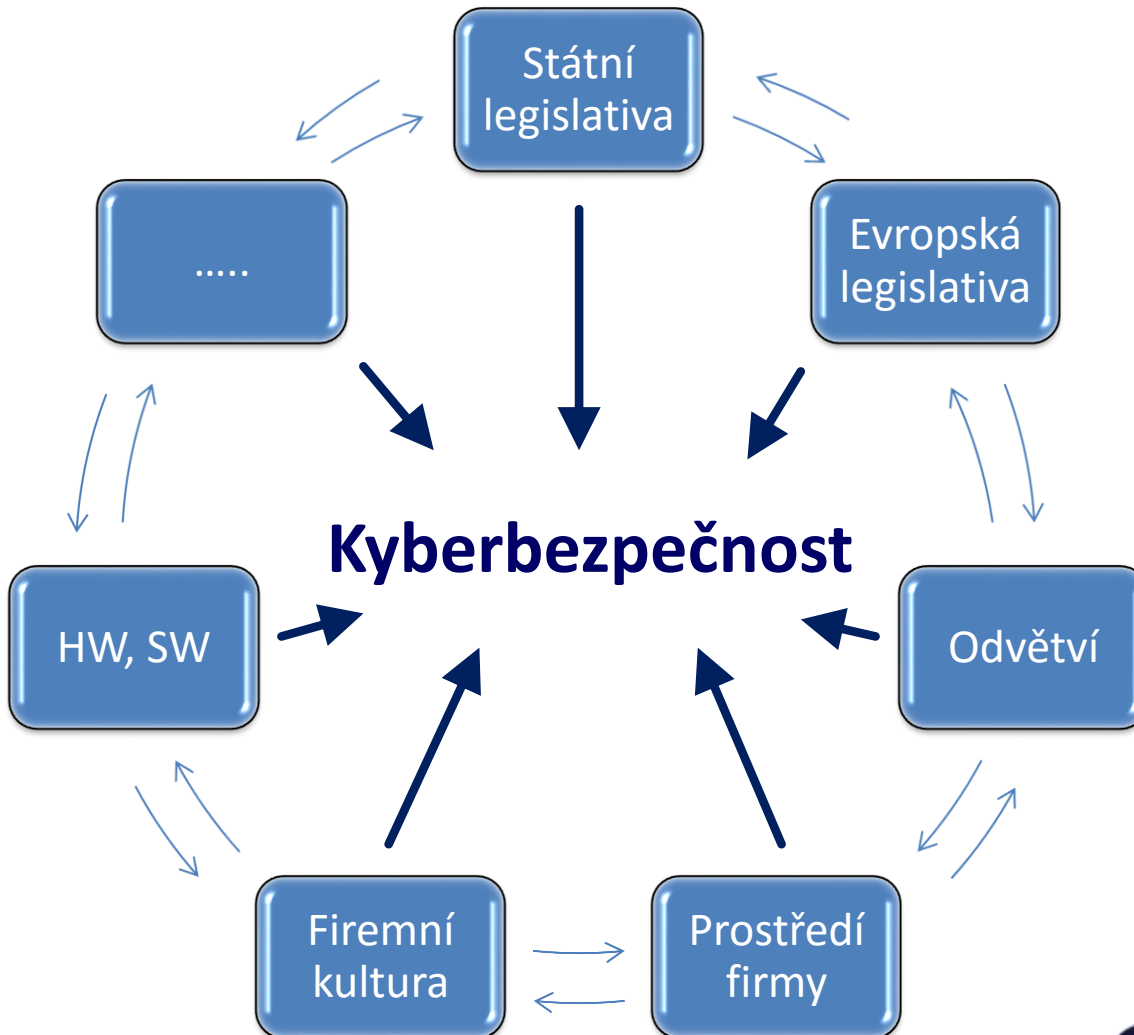 Státní
legislativa
Evropská
legislativa
.....
Kyberbezpečnost
HW, SW
Odvětví
Firemní
kultura
Prostředí
firmy